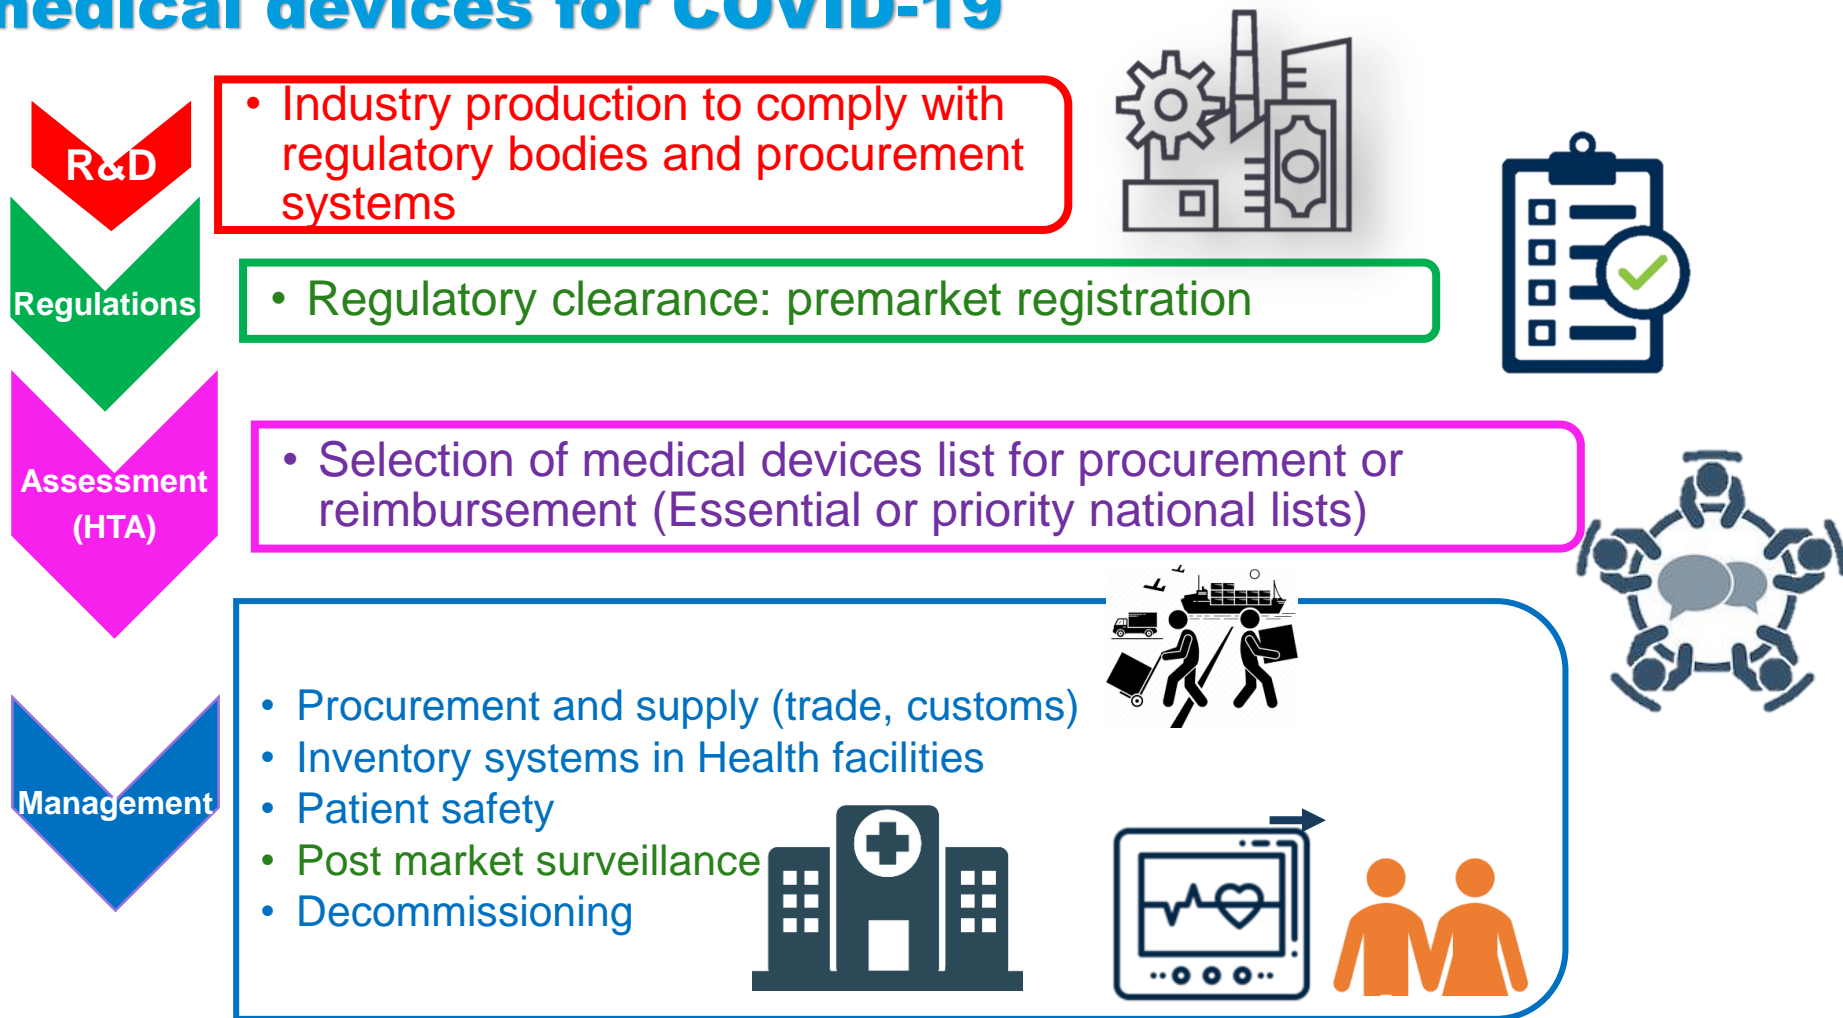 medical devices for COVID-19
R&D
• Industry production to comply with
regulatory bodies and procurement
systems
Regulations
• Regulatory clearance: premarket registration
Assessment
(HTA)
• Selection of medical devices list for procurement or
reimbursement (Essential or priority national lists)
Management
• Procurement and supply (trade, customs)
• Inventory systems in Health facilities
• Patient safety
• Post market surveillance
• Decommissioning